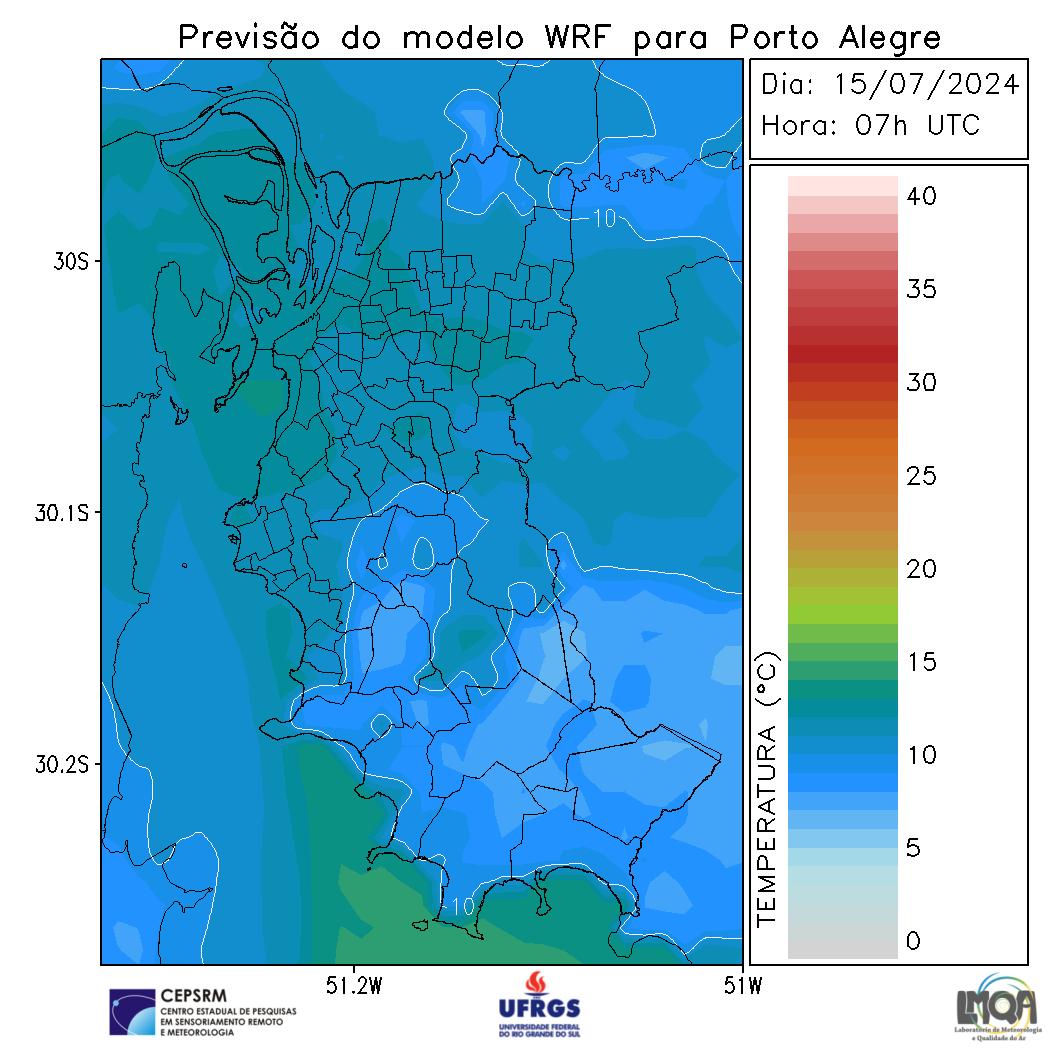 Previsão do modelo WRF para Porto Alegre
Dia: 15/07/2024
Hora: 07h UTC
40
35
30
25
20
15
10
5
0
TEMPERATURA (°C)
30S
30.1S
30.2S
51.2W
51W
10
10
CEPSRM
CENTRO ESTADUAL DE PESQUISAS
EM SENSORIAMENTO REMOTO
E METEOROLOGIA
UFRGS
UNIVERSIDADE FEDERAL
DO RIO GRANDE DO SUL
LMQA
Laboratório de Meteorologia
e Qualidade do Ar